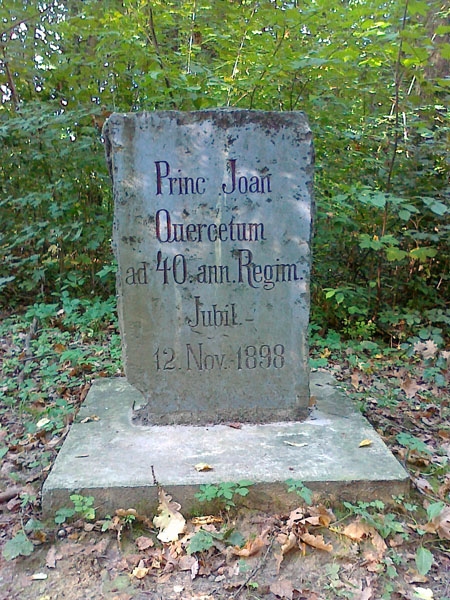 Princ Joan
Quercetum
ad 40. ann. Regim.
Jubil.
12. Nov. 1898